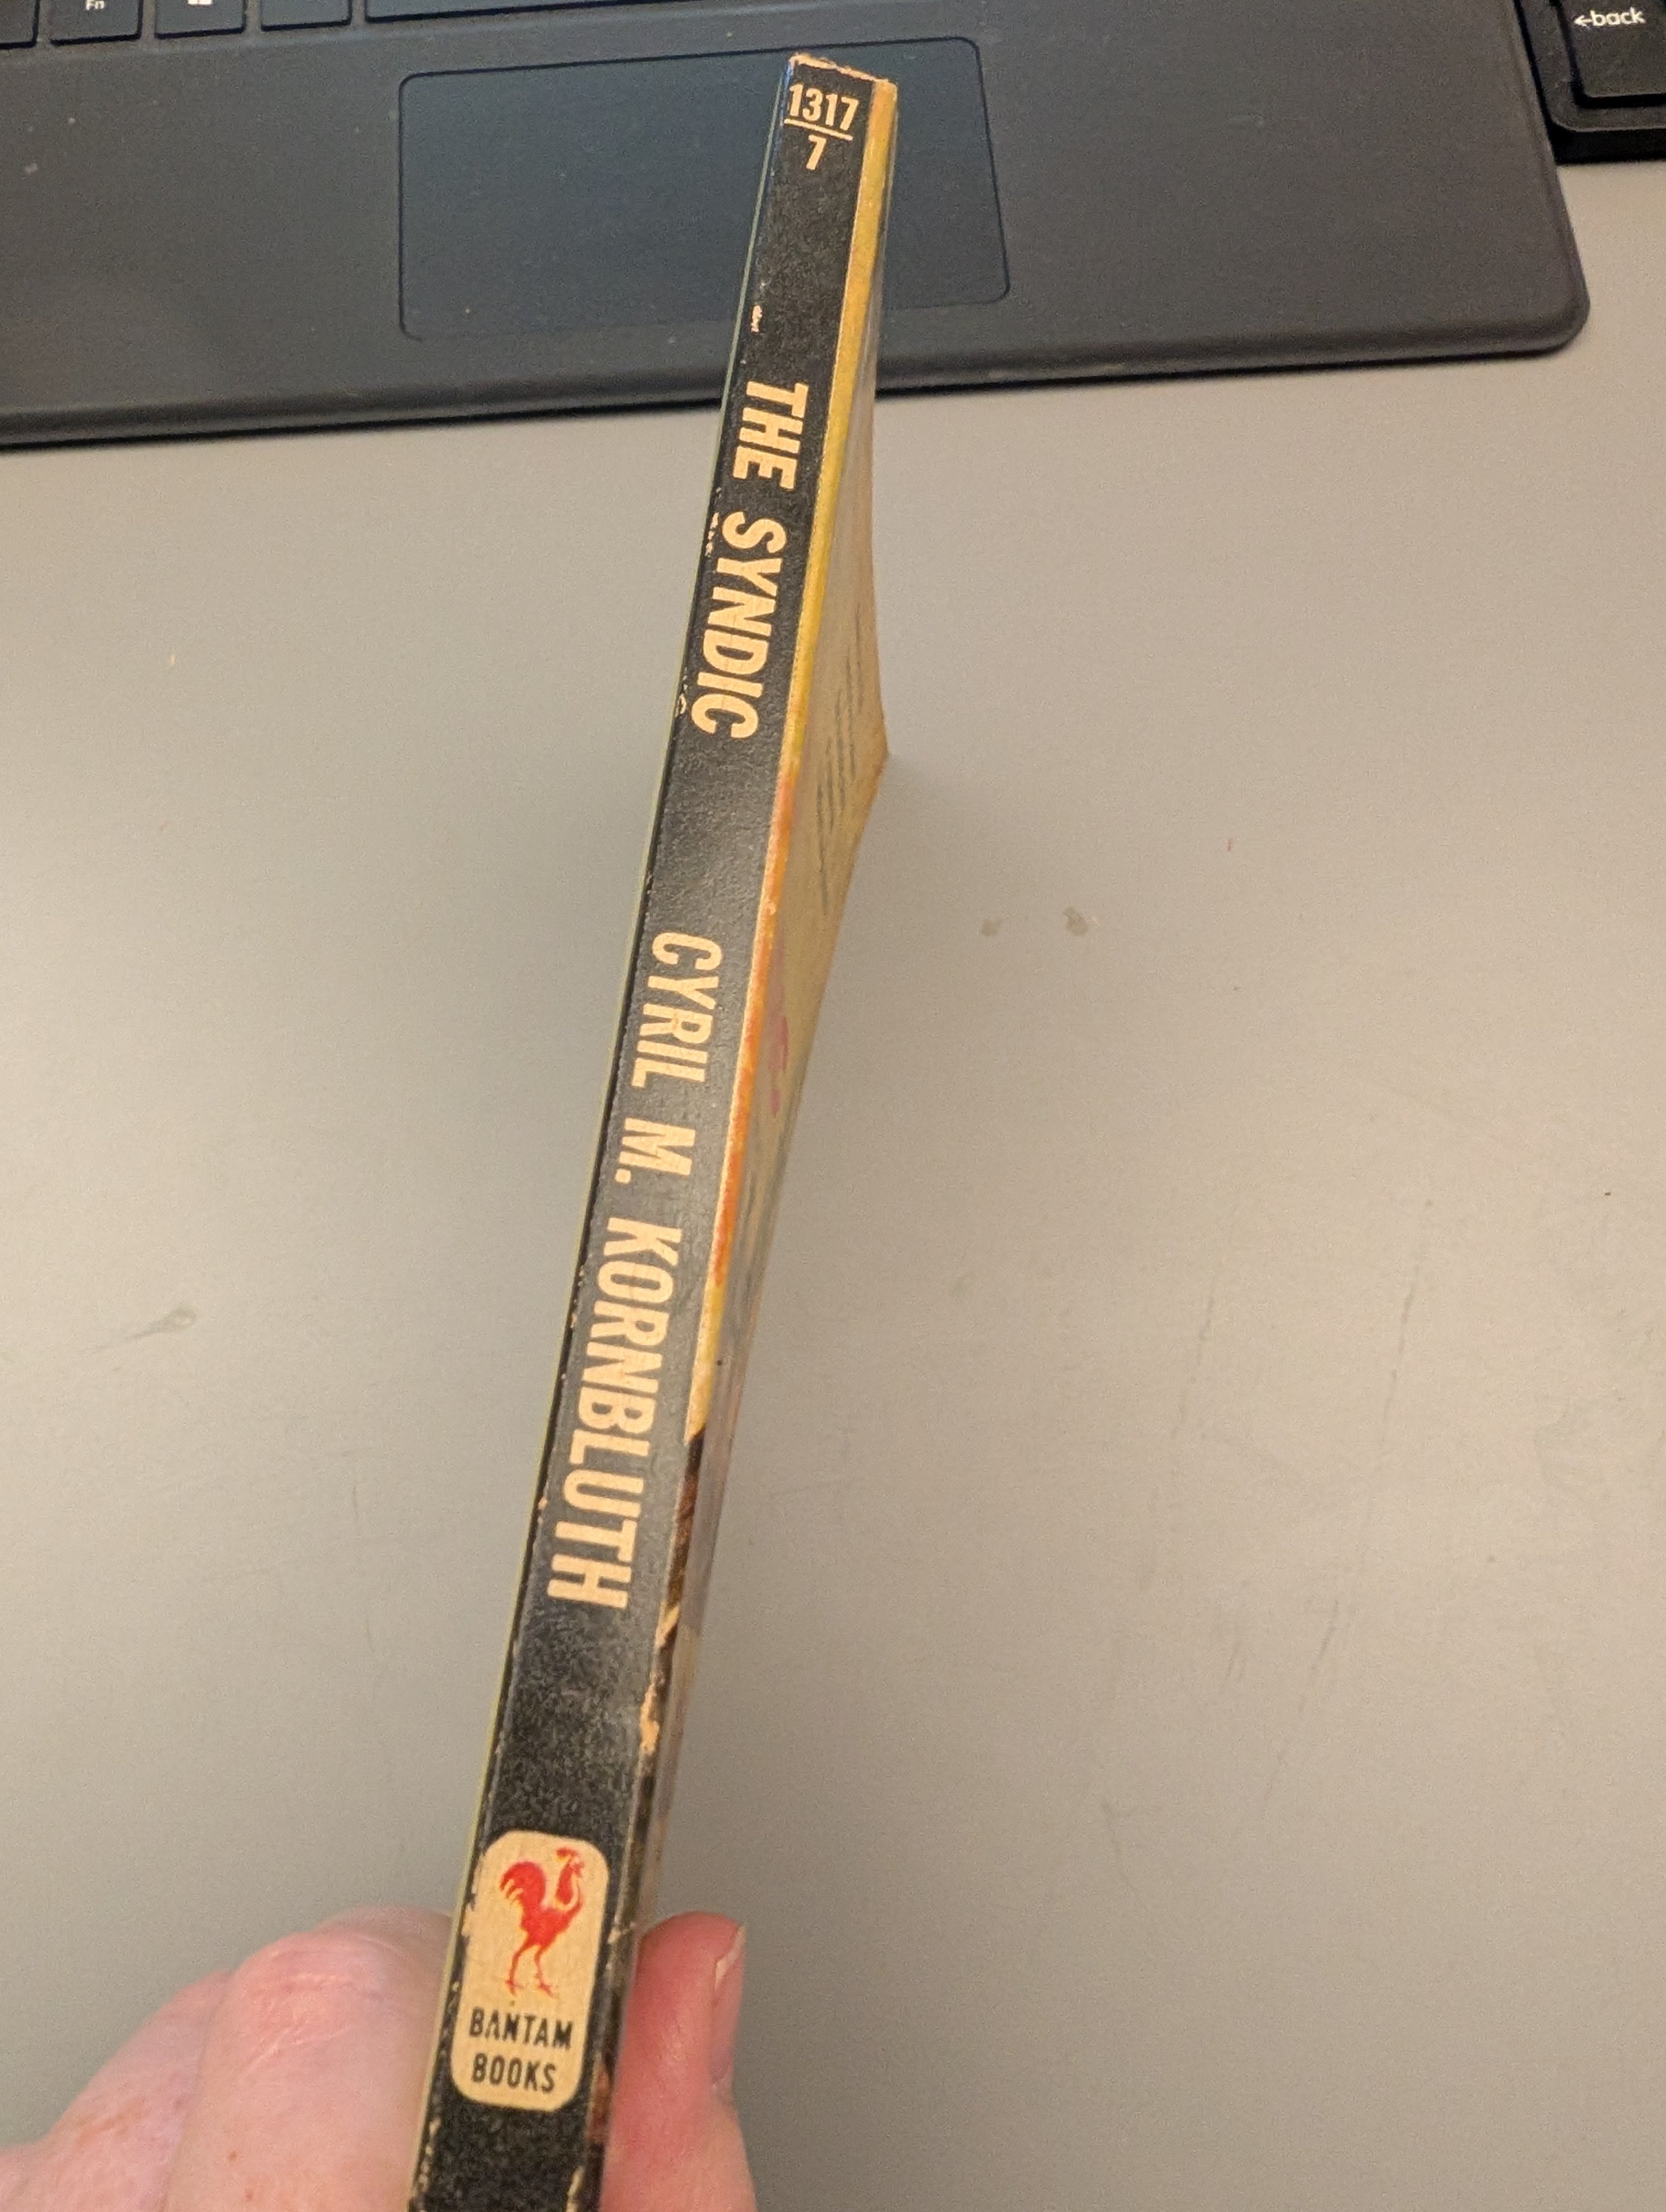 Fn
←back
1317
7
THE SYNDIC
CYRIL M. KORNBLUTH
BANTAM
BOOKS